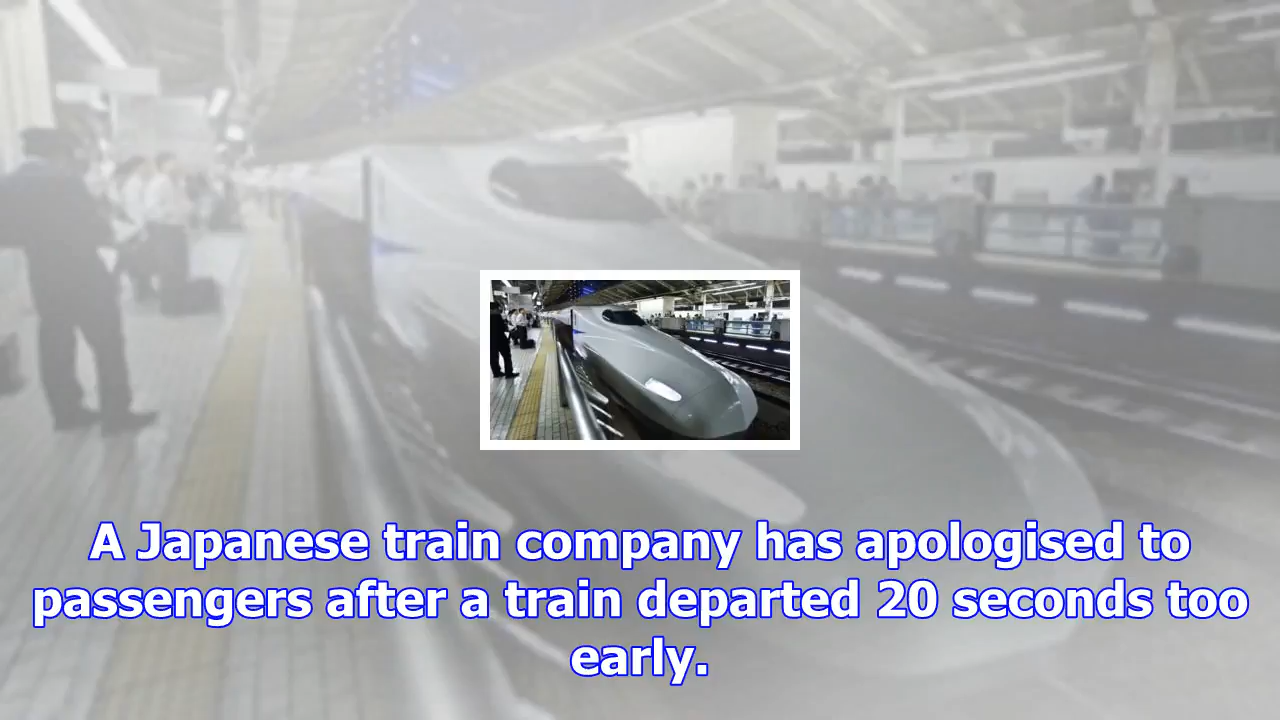 A Japanese train company has apologised to
passengers after a train departed 20 seconds too
early.